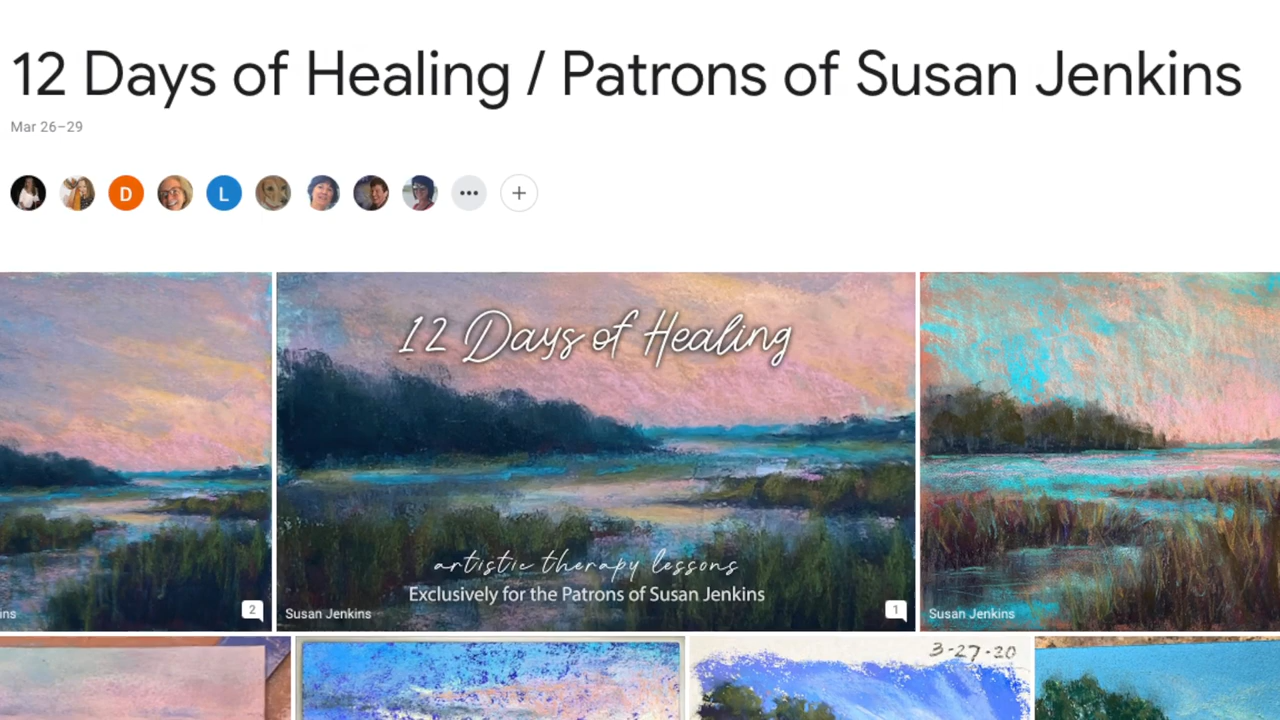 12 Days of Healing / Patrons of Susan Jenkins
Mar 26–29
D
L
12 Days of Healing
artistic therapy lessons
Exclusively for the Patrons of Susan Jenkins
ins
2
Susan Jenkins
1
Susan Jenkins
3-27-20